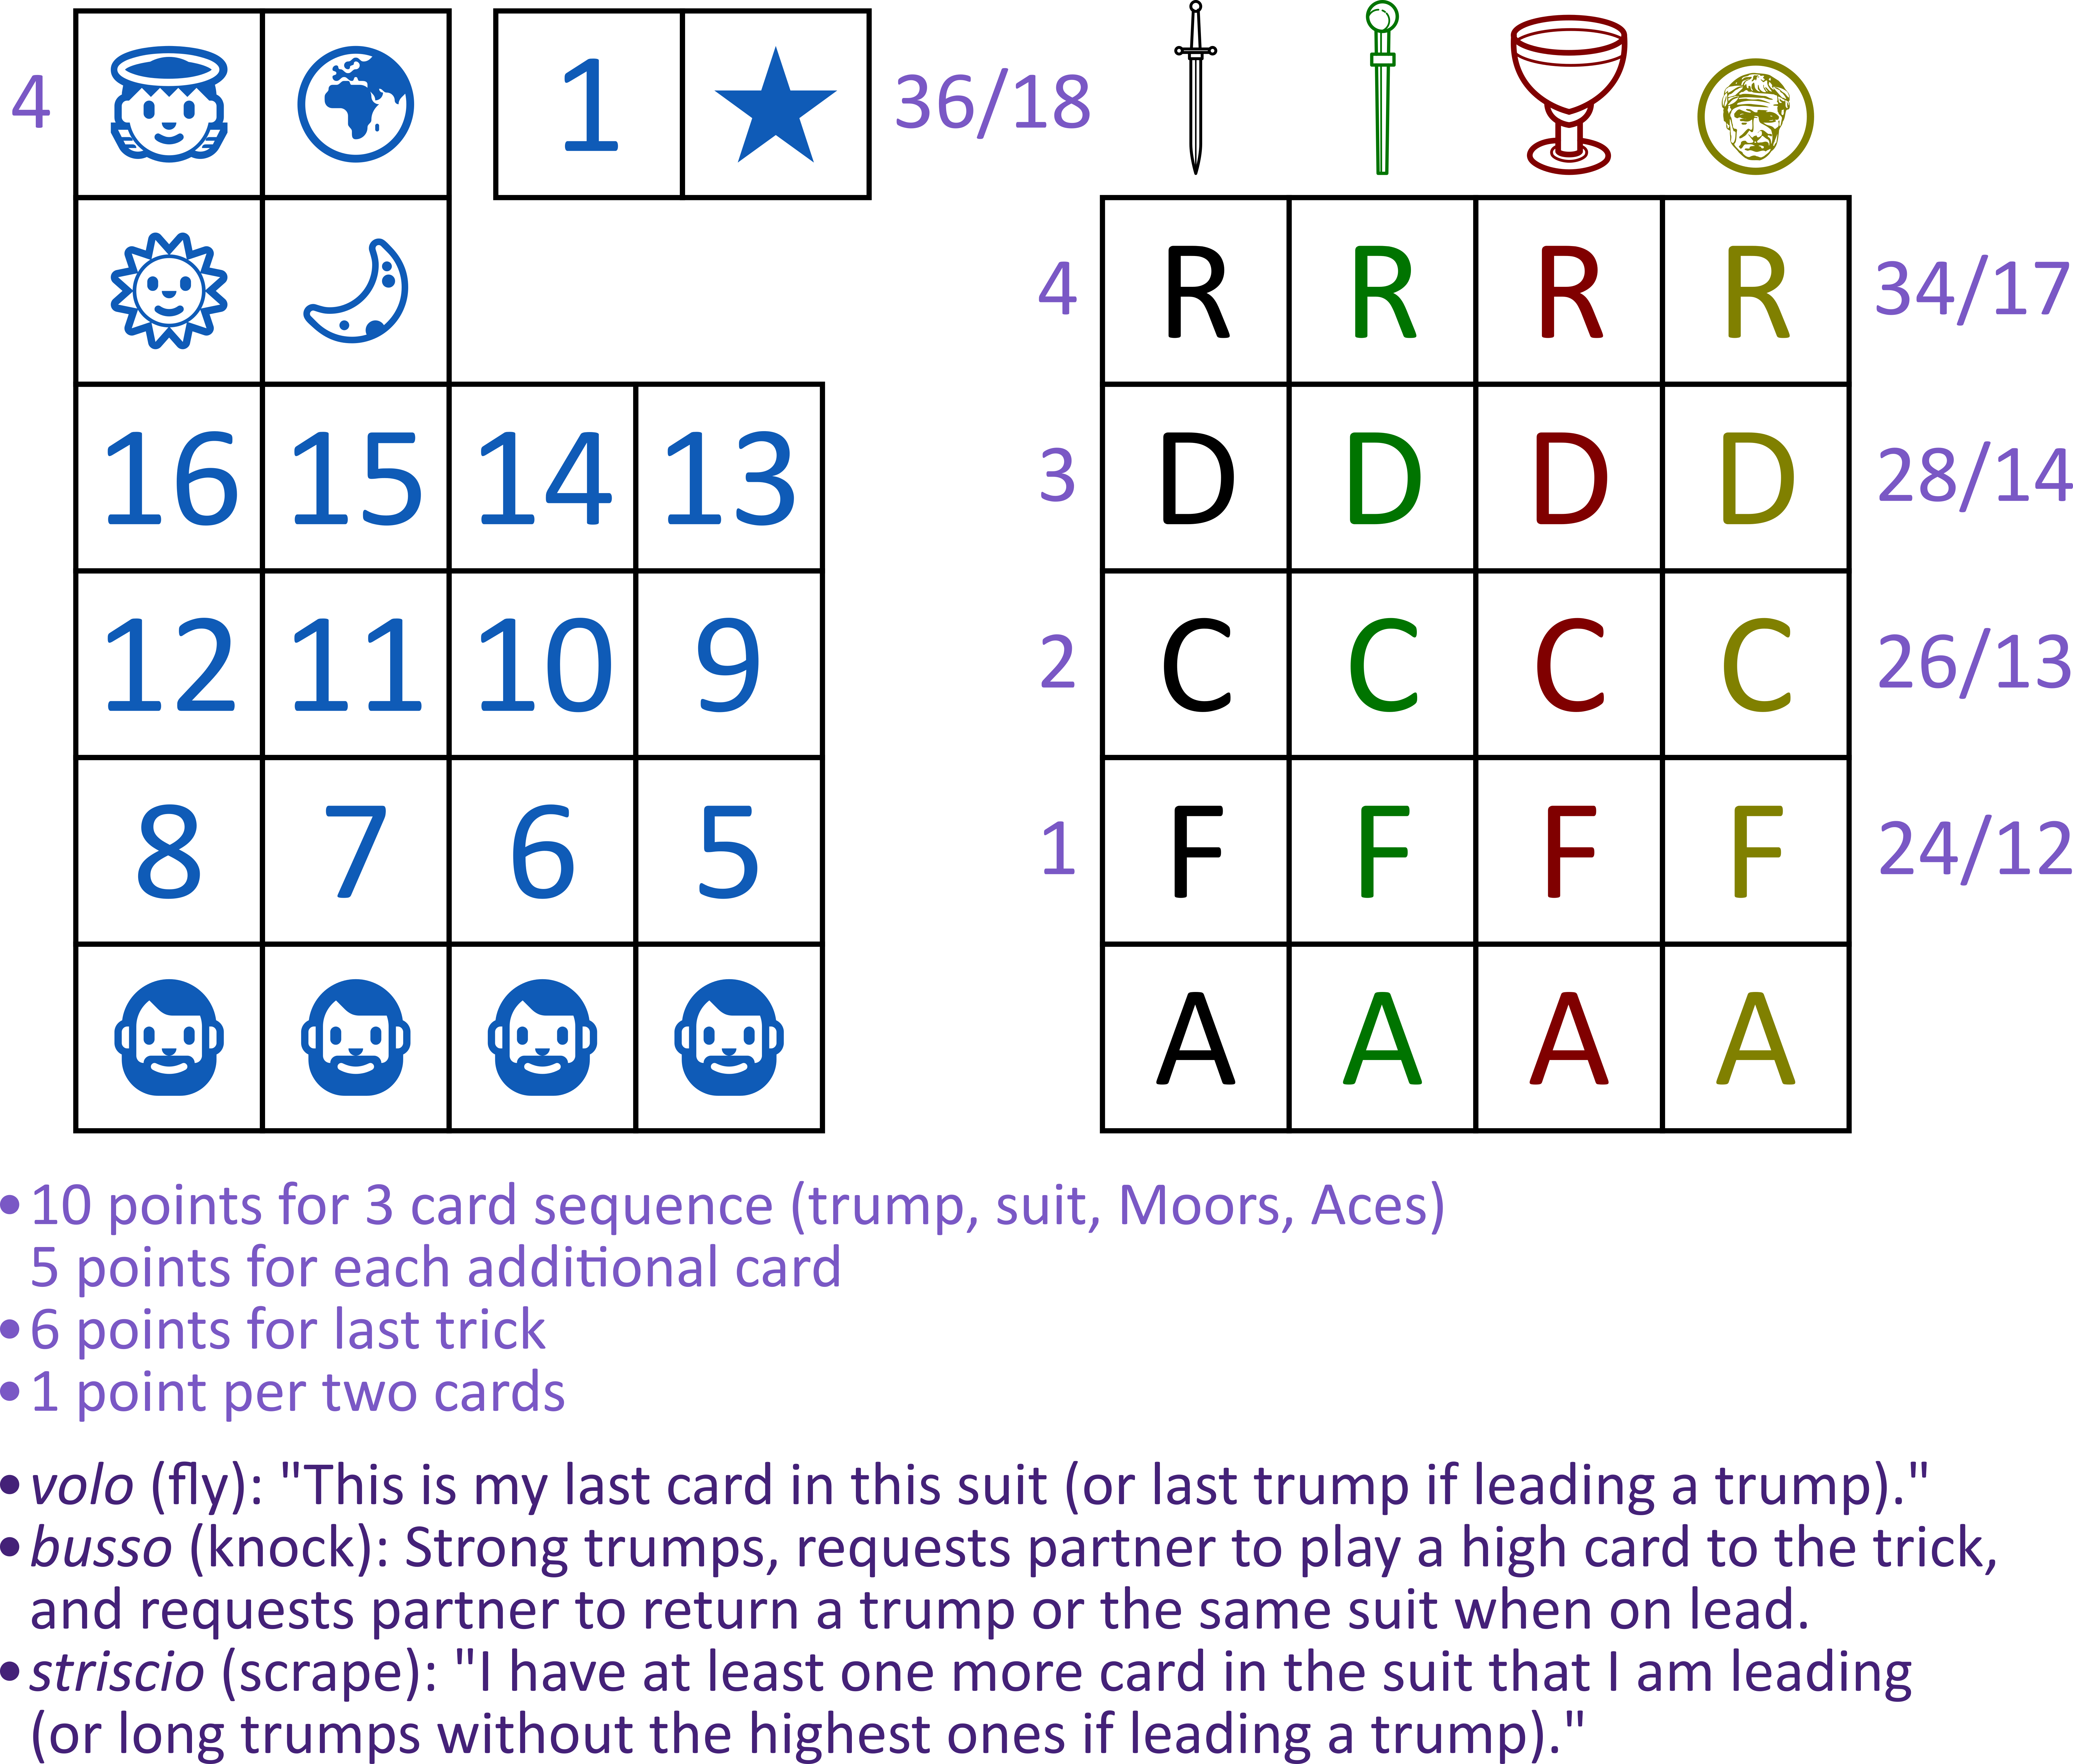 4 1 36/18
4 R R R R 34/17
16 15 14 13 3 D D D D 28/14
12 11 10 9 2 C C C C 26/13
8 7 6 5 1 F F F F 24/12
A A A A
•10 points for 3 card sequence (trump, suit, Moors, Aces)
5 points for each additional card
•6 points for last trick
•1 point per two cards
•volo (fly): "This is my last card in this suit (or last trump if leading a trump)."
•busso (knock): Strong trumps, requests partner to play a high card to the trick,
and requests partner to return a trump or the same suit when on lead.
•striscio (scrape): "I have at least one more card in the suit that I am leading
(or long trumps without the highest ones if leading a trump)."